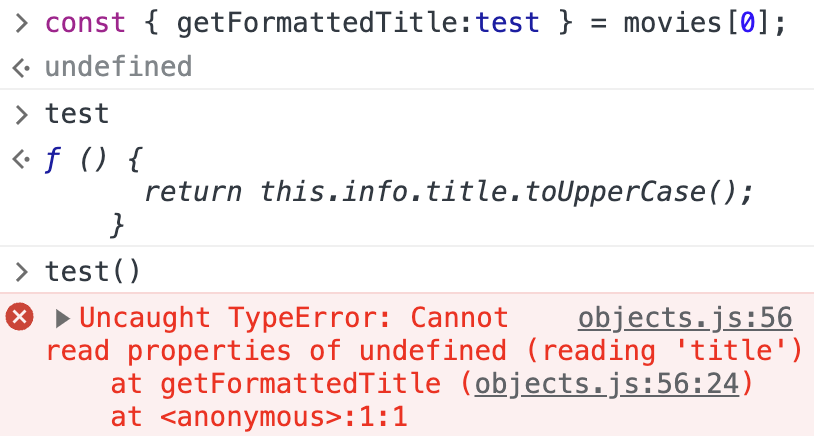 > const { getFormattedTitle:test } = movies[0];
undefined
> test
ƒ () {
return this.info.title.toUpperCase();
}
> test()
Uncaught TypeError: Cannot objects.js:56
read properties of undefined (reading 'title')
at getFormattedTitle (objects.js:56:24)
at <anonymous>:1:1